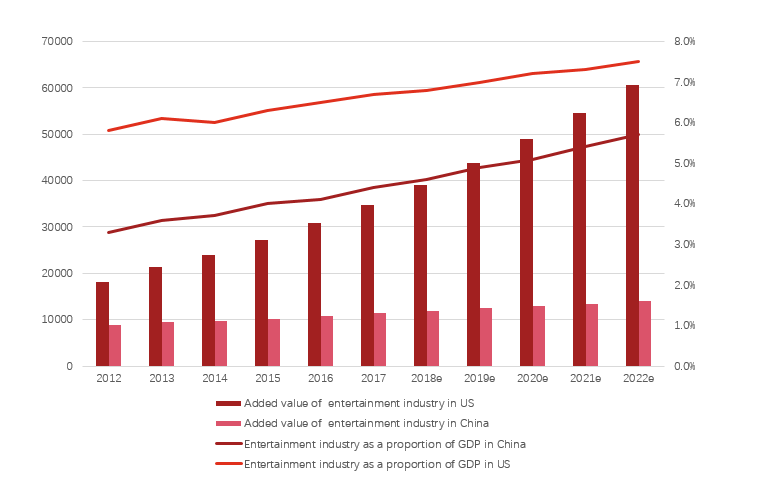 70000 8.0%
60000 7.0%
50000 6.0%
40000 5.0%
30000 4.0%
20000 3.0%
10000 2.0%
0 1.0%
0.0%
2012 2013 2014 2015 2016 2017 2018e 2019e 2020e 2021e 2022e
Added value of entertainment industry in US
Added value of entertainment industry in China
Entertainment industry as a proportion of GDP in China
Entertainment industry as a proportion of GDP in US